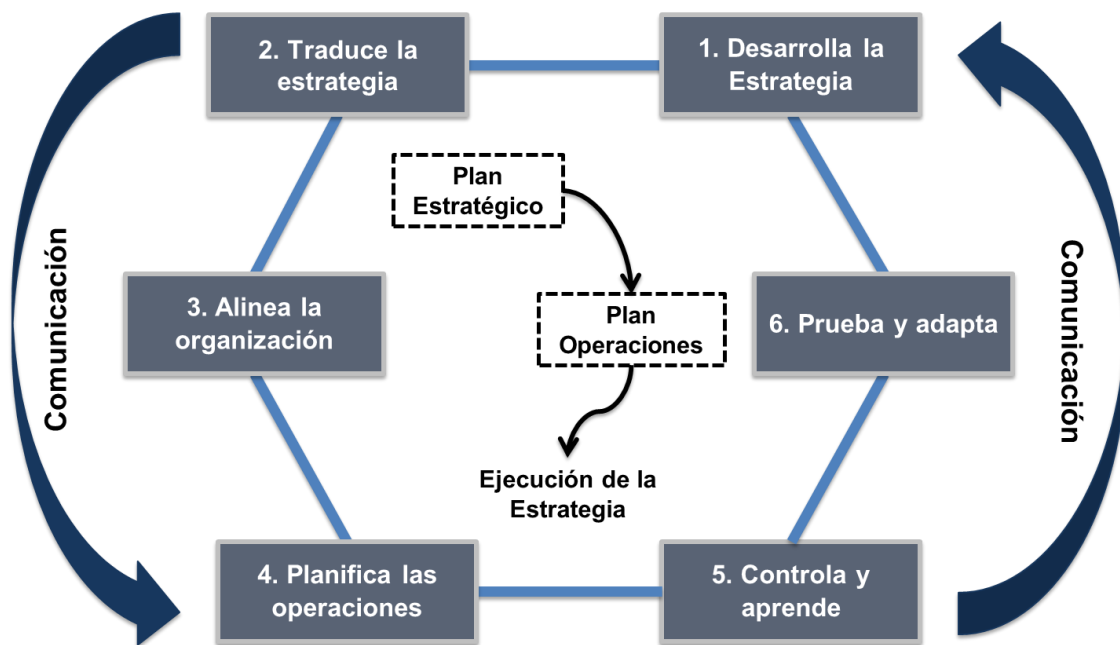 2. Traduce la
estrategia
1. Desarrolla la
Estrategia
Plan
Estratégico
Comunicación
3. Alinea la
organización
Plan
Operaciones
6. Prueba y adapta
Comunicación
Ejecución de la
Estrategia
4. Planifica las
operaciones
5. Controla y
aprende